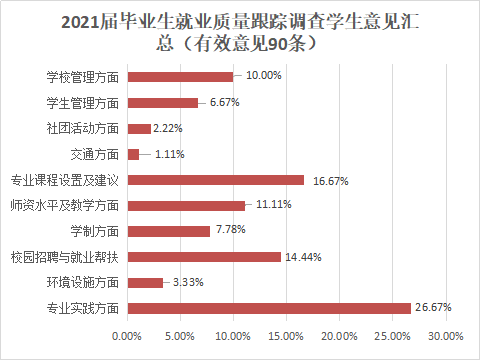 2021届毕业生就业质量跟踪调查学生意见汇
总（有效意见90条）
学校管理方面 10.00%
学生管理方面 6.67%
社团活动方面 2.22%
交通方面 1.11%
专业课程设置及建议 16.67%
师资水平及教学方面 11.11%
学制方面 7.78%
校园招聘与就业帮扶 14.44%
环境设施方面 3.33%
专业实践方面 26.67%
0.00% 5.00% 10.00% 15.00% 20.00% 25.00% 30.00%